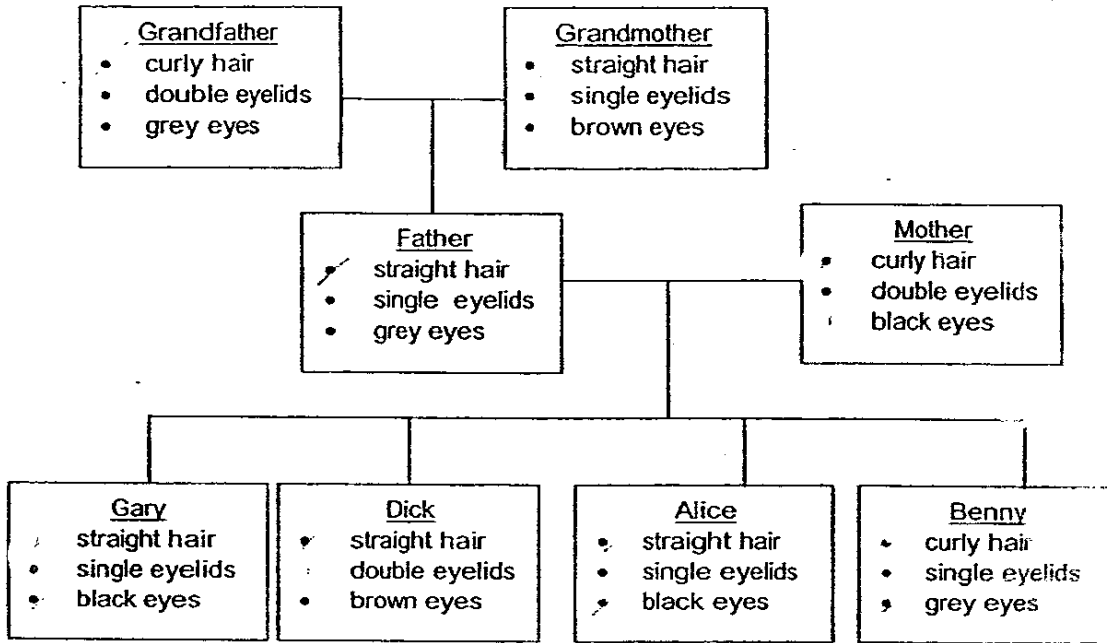 Grandfather
• curly hair
• double eyelids
• grey eyes
Grandmother
• straight hair
• single eyelids
• brown eyes
Father
• straight hair
• single eyelids
• grey eyes
Mother
• curly hair
• double eyelids
• black eyes
Gary
• straight hair
• single eyelids
• black eyes
Dick
• straight hair
• double eyelids
• brown eyes
Alice
• straight hair
• single eyelids
• black eyes
Benny
• curly hair
• single eyelids
• grey eyes